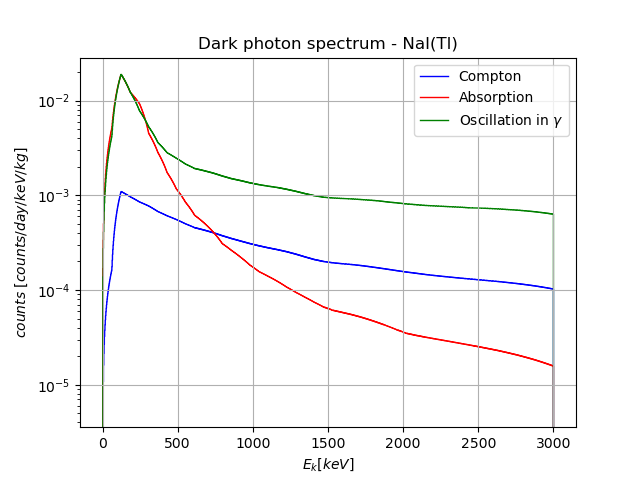 Dark photon spectrum - NaI(Tl)
Compton
Absorption
Oscillation in γ
10⁻²
10⁻³
10⁻⁴
10⁻⁵
counts [counts/day/keV/kg]
0 500 1000 1500 2000 2500 3000
Eₖ[keV]